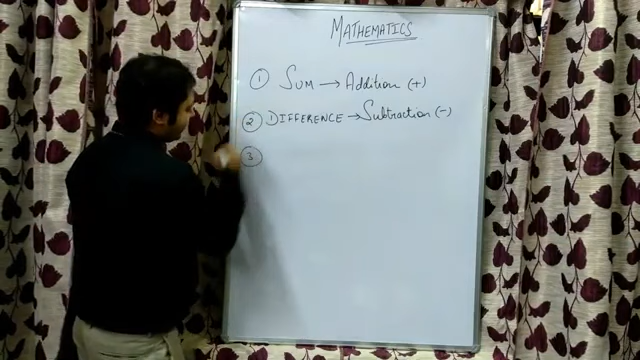 MATHEMATICS
① SUM → Addition (+)
② DIFFERENCE → Subtraction (-)
③